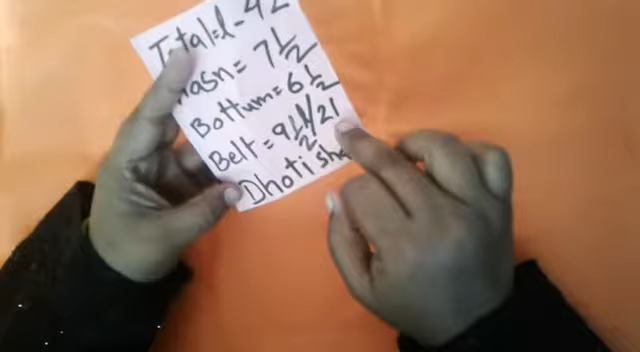 Total=l-42
= 7½
Bottum=6½
Belt=9½/21
Dhoti